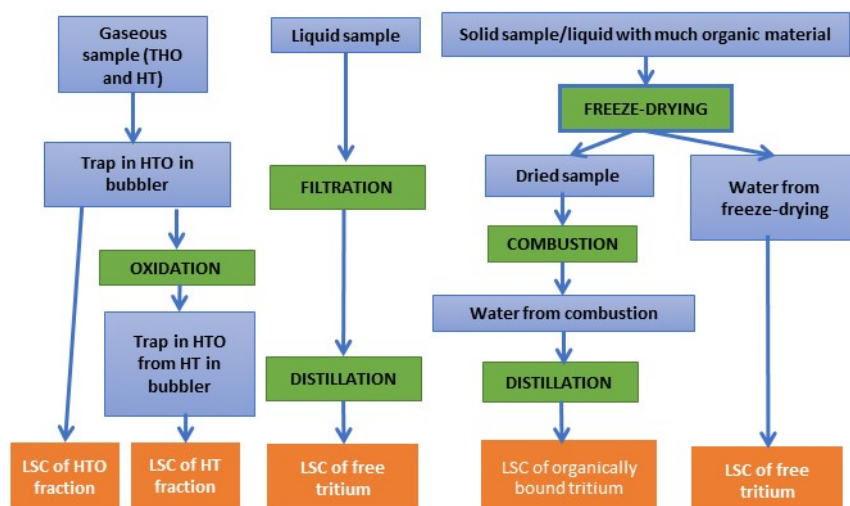 Gaseous
sample (THO
and HT)
Trap in HTO in
bubbler
OXIDATION
Trap in HTO
from HT in
bubbler
LSC of HTO
fraction
LSC of HT
fraction
Liquid sample
FILTRATION
DISTILLATION
LSC of free
tritium
Solid sample/liquid with much organic material
FREEZE-DRYING
Dried sample
COMBUSTION
Water from combustion
DISTILLATION
LSC of organically
bound tritium
Water from
freeze-drying
LSC of free
tritium